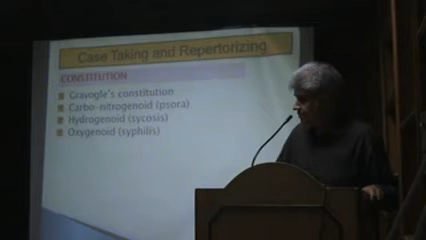 Case Taking and Repertorizing
CONSTITUTION
Gravogle's constitution
Carbo-nitrogenoid (psora)
Hydrogenoid (sycosis)
Oxygenoid (syphilis)